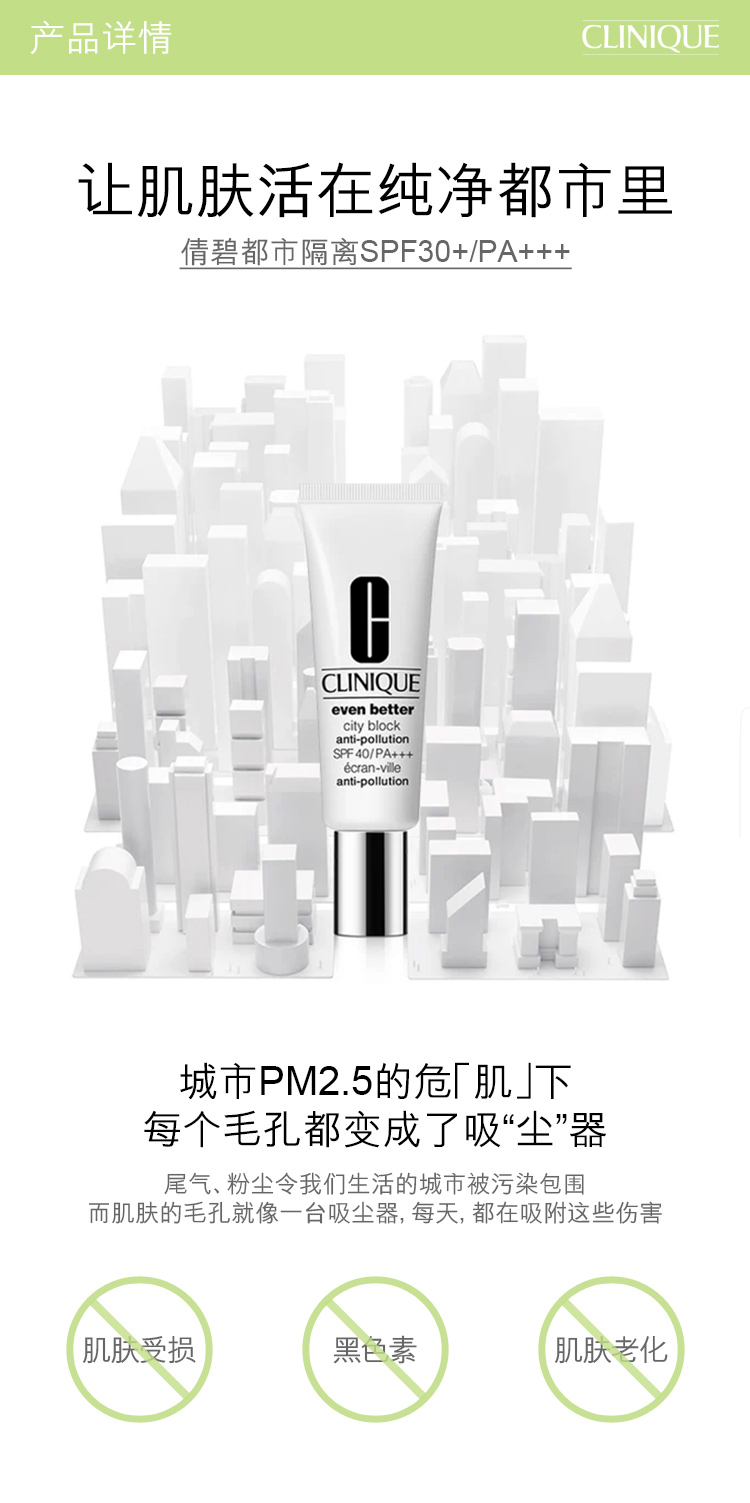 产品详情
CLINIQUE
让肌肤活在纯净都市里
倩碧都市隔离SPF30+/PA+++
CLINIQUE
even better
city block
anti-pollution
SPF 40/PA+++
écran-ville
anti-pollution
城市PM2.5的危「肌」下
每个毛孔都变成了吸“尘”器
尾气、粉尘令我们生活的城市被污染包围
而肌肤的毛孔就像一台吸尘器, 每天, 都在吸附这些伤害
肌肤受损
黑色素
肌肤老化